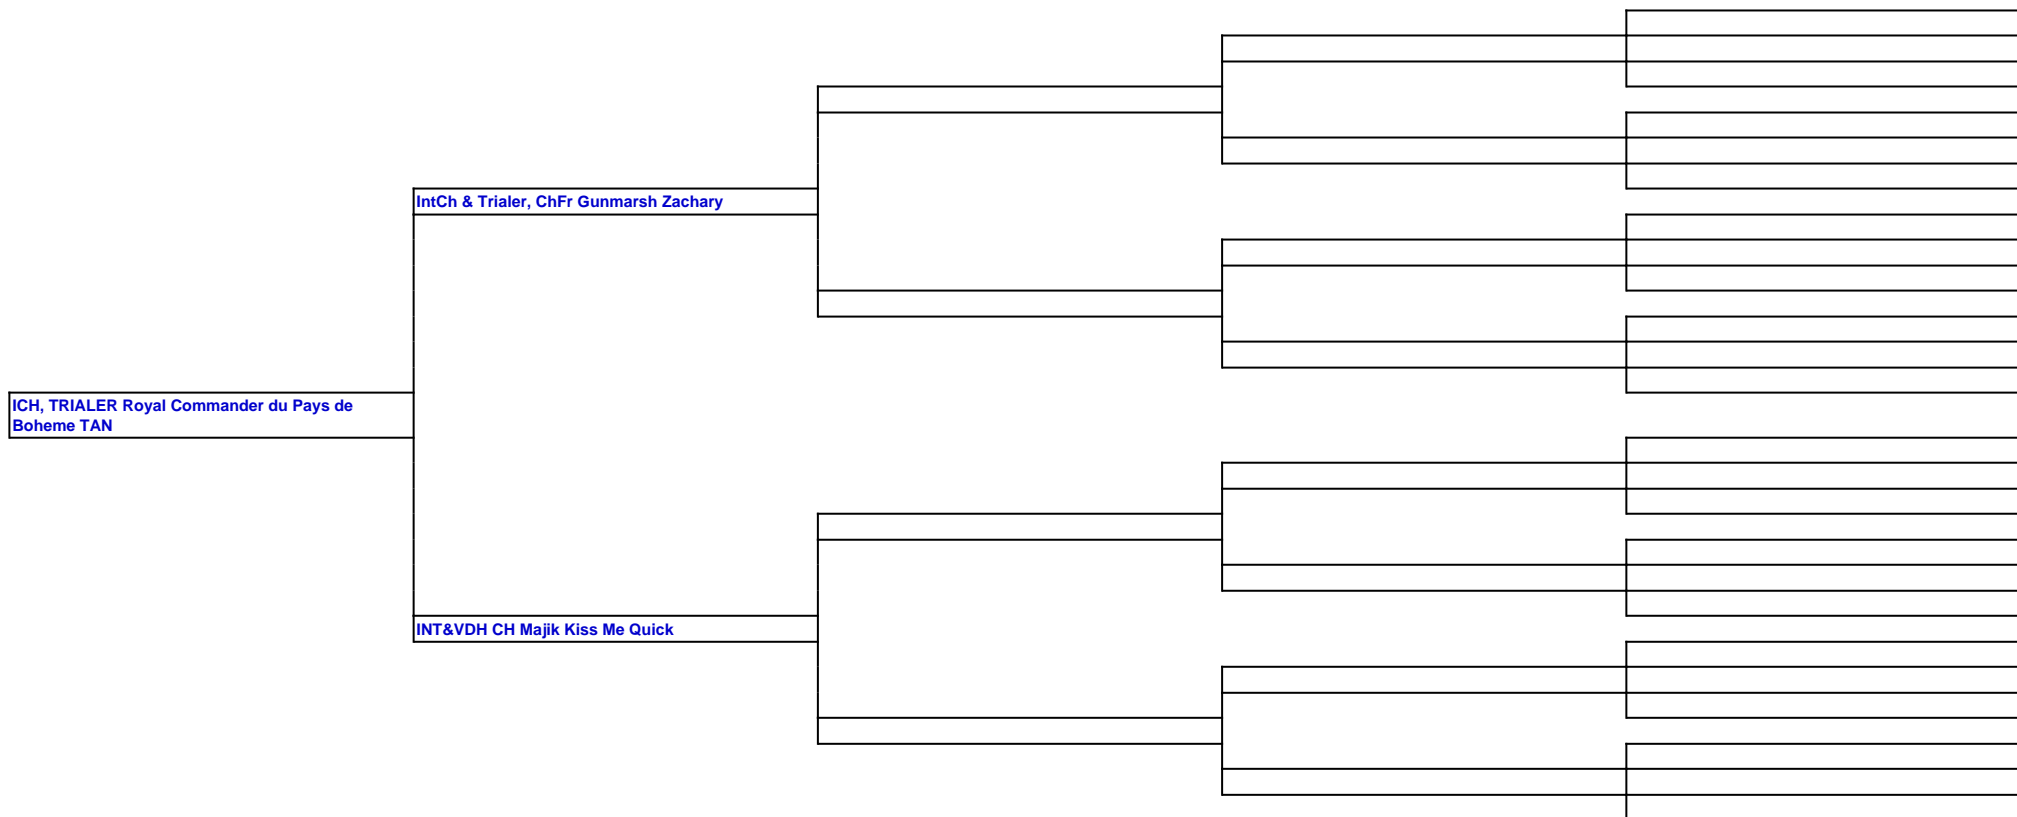 IntCh & Trialer, ChFr Gunmarsh Zachary
ICH, TRIALER Royal Commander du Pays de
Boheme TAN
INT&VDH CH Majik Kiss Me Quick